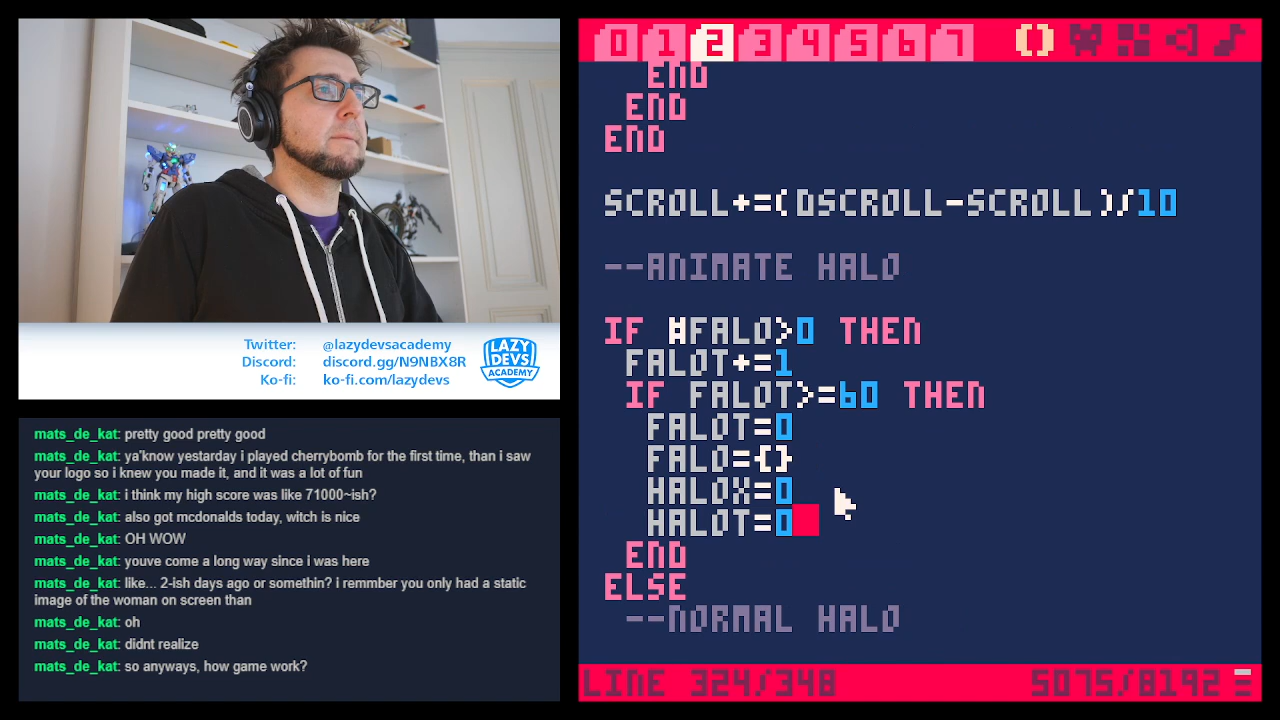 Twitter: @lazydevsacademy
Discord: discord.gg/N9NBX8R
Ko-fi: ko-fi.com/lazydevs
LAZY
DEVS
ACADEMY
mats_de_kat: pretty good pretty good
mats_de_kat: ya'know yestarday i played cherrybomb for the first time, than i saw
your logo so i knew you made it, and it was a lot of fun
mats_de_kat: i think my high score was like 71000~ish?
mats_de_kat: also got mcdonalds today, witch is nice
mats_de_kat: OH WOW
mats_de_kat: youve come a long way since i was here
mats_de_kat: like... 2-ish days ago or somethin? i remmber you only had a static
image of the woman on screen than
mats_de_kat: oh
mats_de_kat: didnt realize
mats_de_kat: so anyways, how game work?
0 1 2 3 4 5 6 7 ()
END
END
END
SCROLL+=(DSCROLL-SCROLL)/10
--ANIMATE HALO
IF #FALO>0 THEN
FALOT+=1
IF FALOT>=60 THEN
FALOT=0
FALO={}
HALOX=0
HALOT=0
END
ELSE
--NORMAL HALO
LINE 324/348 5075/8192